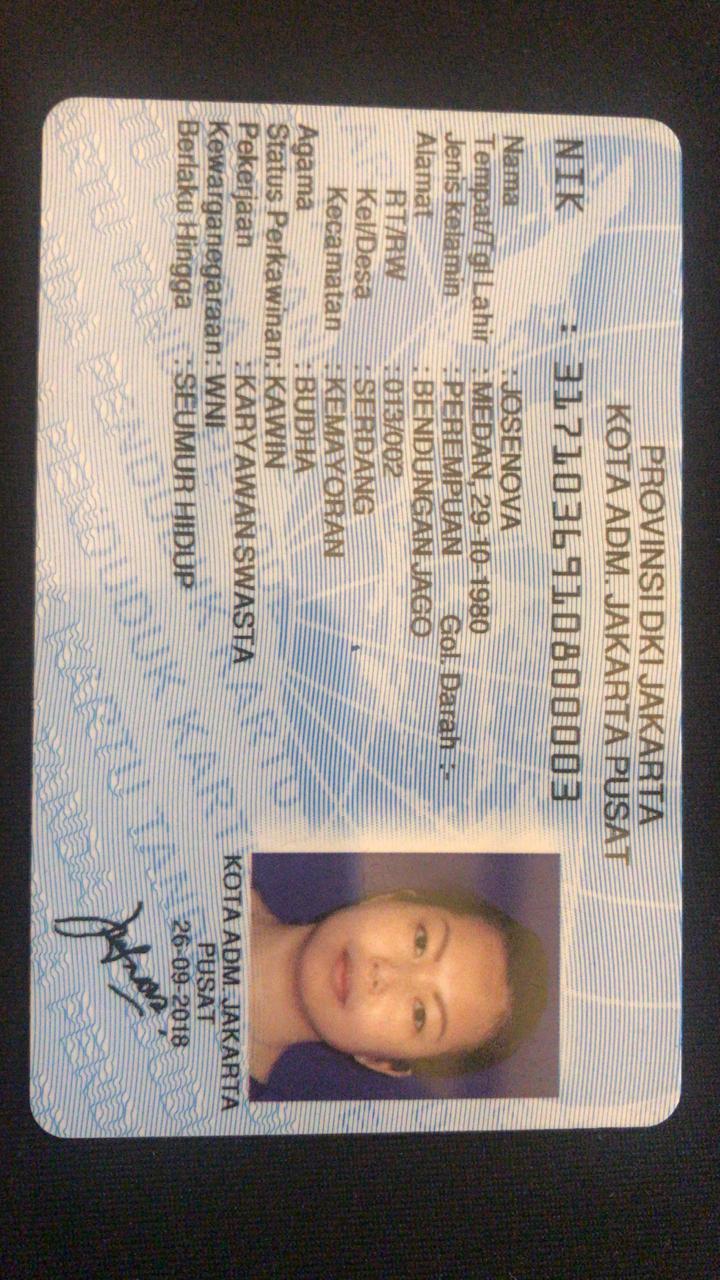 PROVINSI DKI JAKARTA
KOTA ADM. JAKARTA PUSAT
NIK : 3171036910800003
Nama : JOSENOVA
Tempat/Tgl Lahir : MEDAN, 29-10-1980
Jenis kelamin : PEREMPUAN Gol. Darah : -
Alamat : BENDUNGAN JAGO
RT/RW : 013/002
Kel/Desa : SERDANG
Kecamatan : KEMAYORAN
Agama : BUDHA
Status Perkawinan: KAWIN
Pekerjaan : KARYAWAN SWASTA
Kewarganegaraan: WNI
Berlaku Hingga : SEUMUR HIDUP
KOTA ADM. JAKARTA
PUSAT
26-09-2018